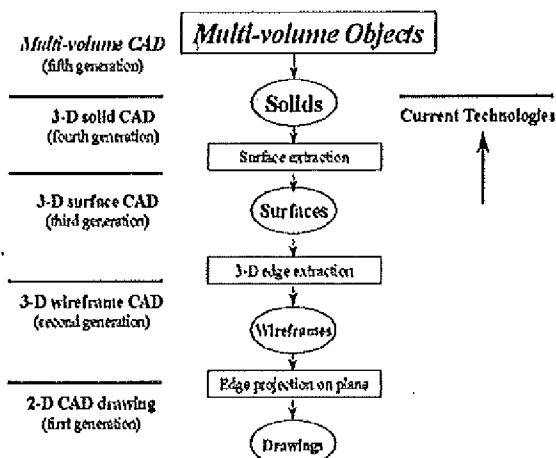 Multi-volume CAD
(fifth generation)
Multi-volume Objects
Solids
Current Technologies
3-D solid CAD
(fourth generation)
Surface extraction
3-D surface CAD
(third generation)
Surfaces
3-D edge extraction
3-D wireframe CAD
(second generation)
Wireframes
Edge projection on plane
2-D CAD drawing
(first generation)
Drawings